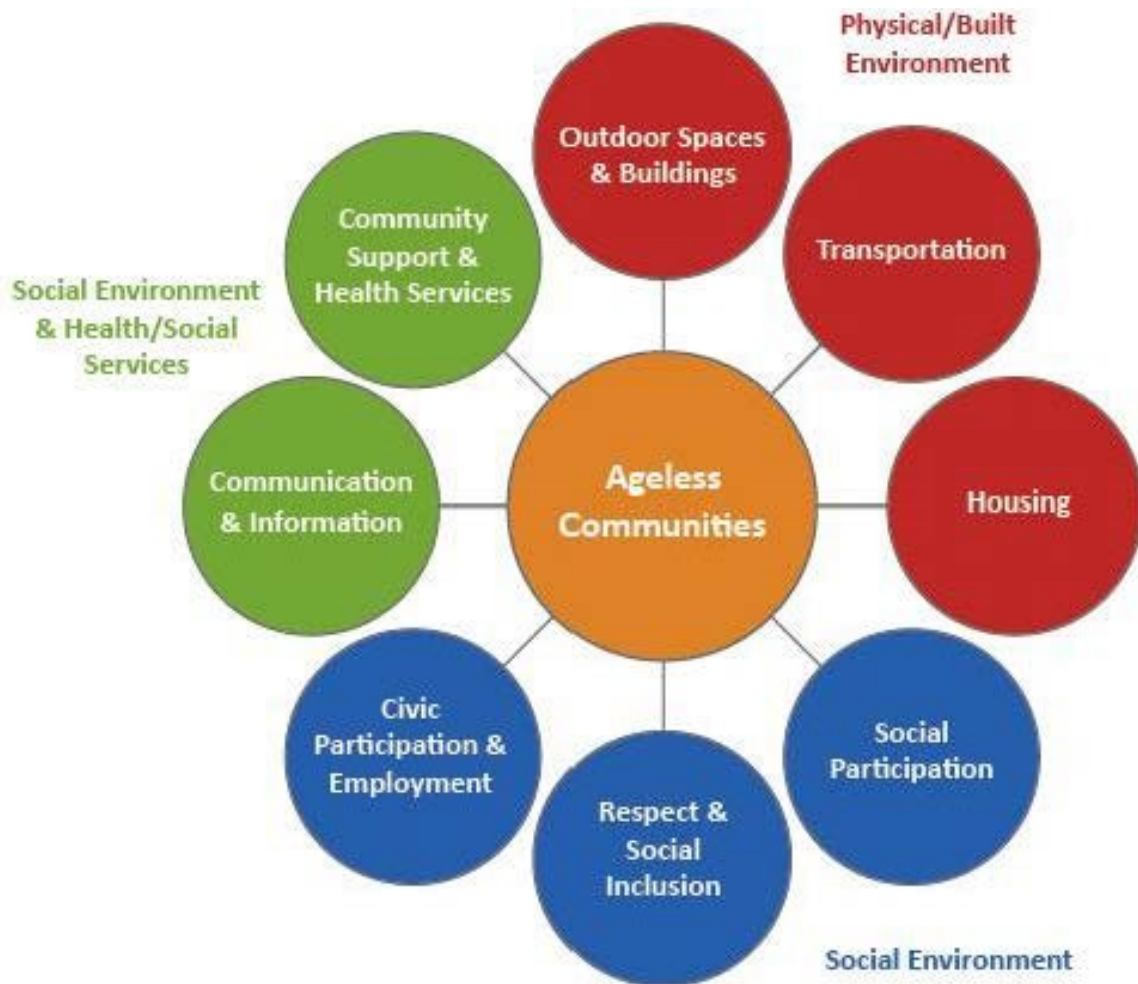 Physical/Built
Environment
Outdoor Spaces
& Buildings
Transportation
Housing
Social
Participation
Social Environment
Respect &
Social
Inclusion
Civic
Participation &
Employment
Communication
& Information
Social Environment
& Health/Social
Services
Community
Support &
Health Services
Ageless
Communities